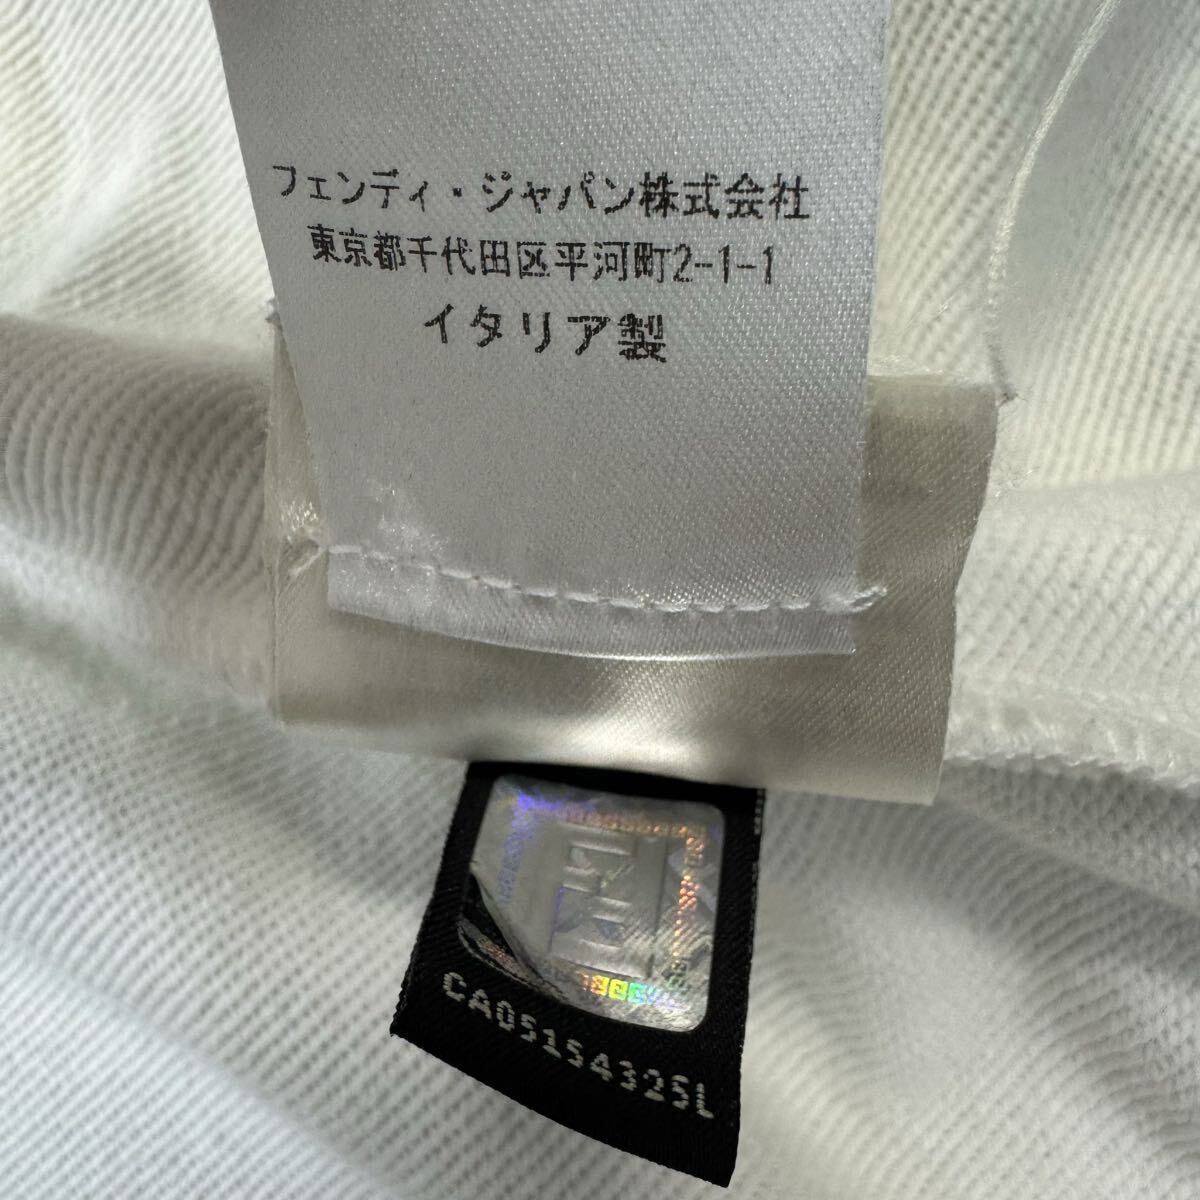 フェンディ・ジャパン株式会社
東京都千代田区平河町2-1-1
イタリア製
CA05154325L